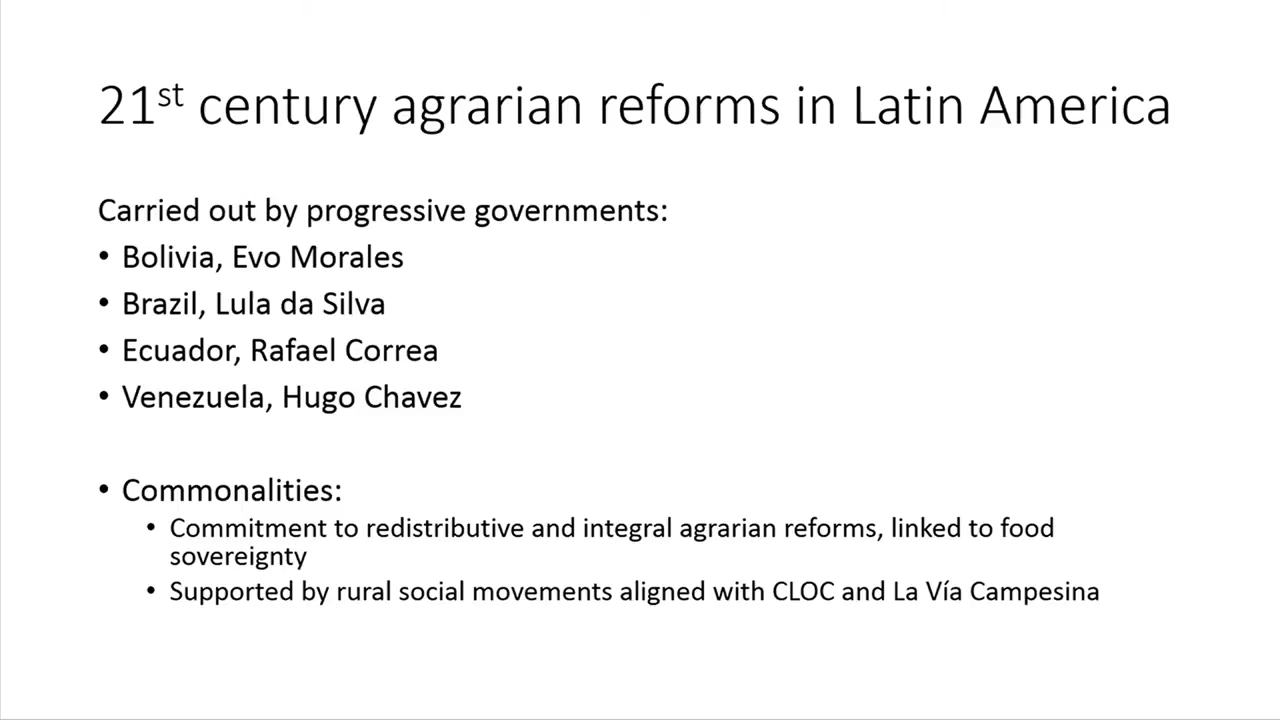 21st century agrarian reforms in Latin America
Carried out by progressive governments:
• Bolivia, Evo Morales
• Brazil, Lula da Silva
• Ecuador, Rafael Correa
• Venezuela, Hugo Chavez
• Commonalities:
• Commitment to redistributive and integral agrarian reforms, linked to food
sovereignty
• Supported by rural social movements aligned with CLOC and La Vía Campesina